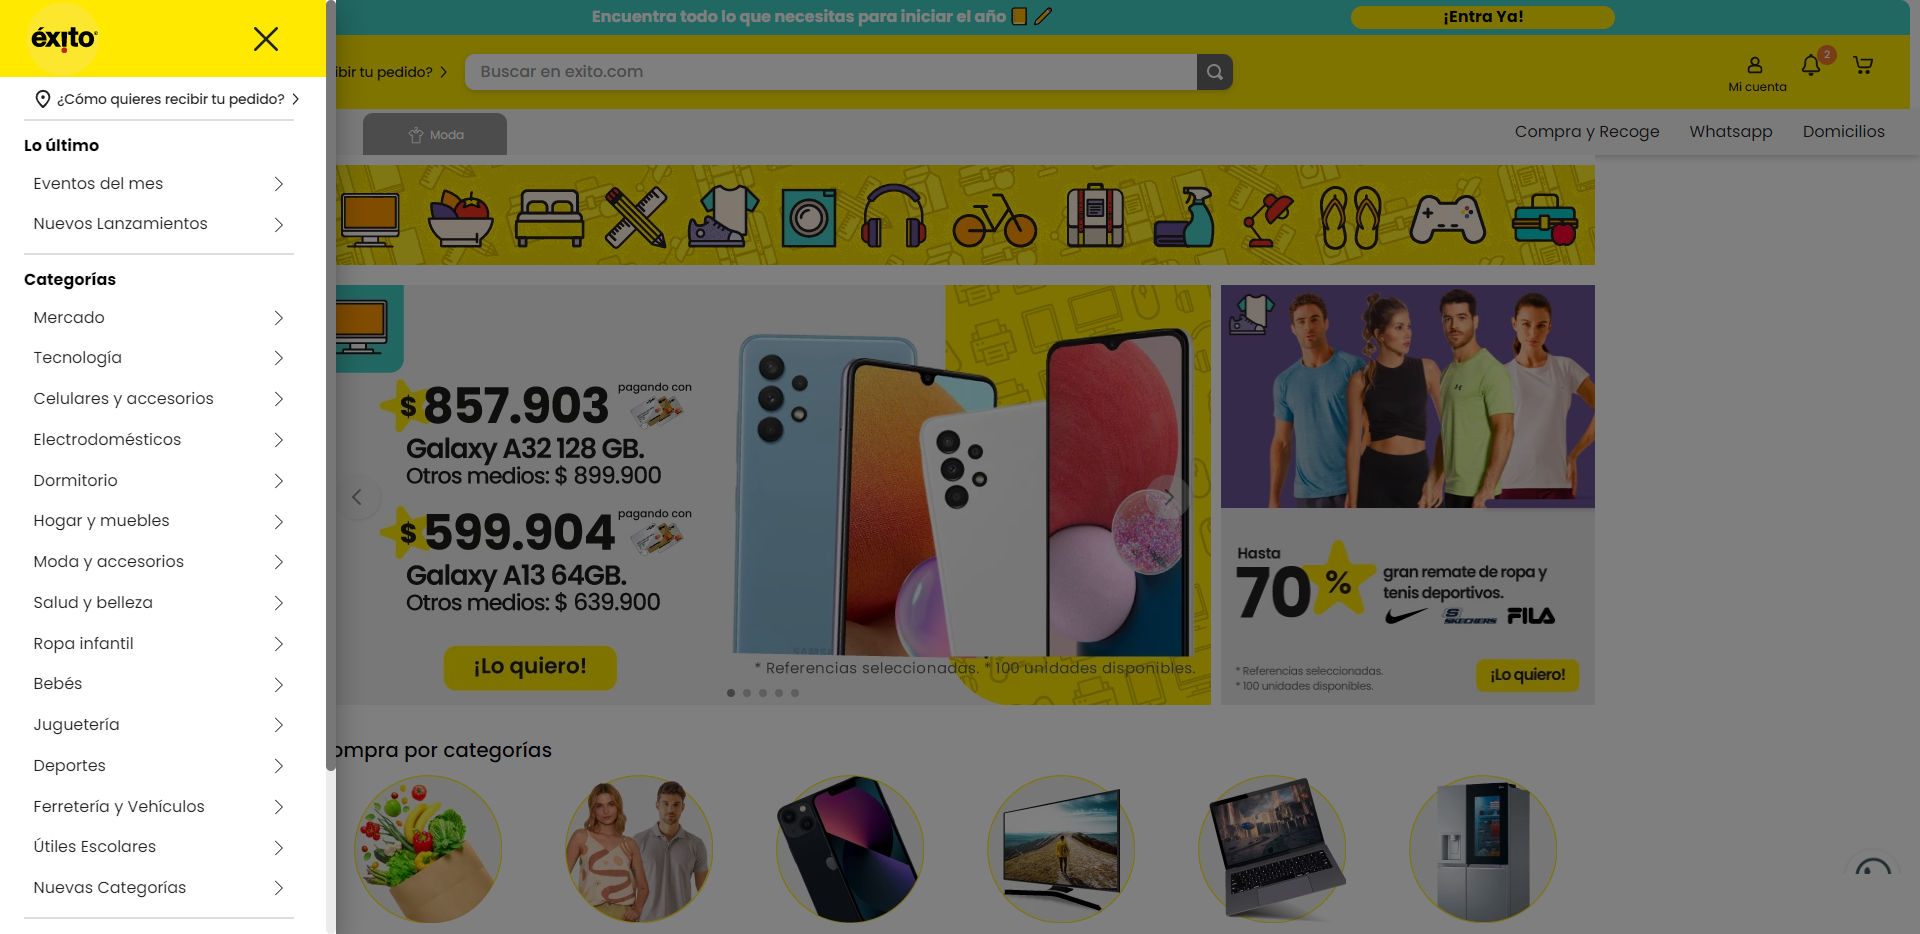 éxito
¿Cómo quieres recibir tu pedido?
Lo último
Eventos del mes
Nuevos Lanzamientos
Categorías
Mercado
Tecnología
Celulares y accesorios
Electrodomésticos
Dormitorio
Hogar y muebles
Moda y accesorios
Salud y belleza
Ropa infantil
Bebés
Juguetería
Deportes
Ferretería y Vehículos
Útiles Escolares
Nuevas Categorías
Encuentra todo lo que necesitas para iniciar el año
¡Entra Ya!
ibir tu pedido?
Buscar en exito.com
Mi cuenta
2
Moda
Compra y Recoge
Whatsapp
Domicilios
$ 857.903
pagando con
Galaxy A32 128 GB.
Otros medios: $ 899.900
$ 599.904
pagando con
Galaxy A13 64GB.
Otros medios: $ 639.900
¡Lo quiero!
* Referencias seleccionadas. * 100 unidades disponibles.
SAMSUNG
Hasta
70 %
gran remate de ropa y
tenis deportivos.
SKECHERS
FILA
* Referencias seleccionadas.
* 100 unidades disponibles.
¡Lo quiero!
ompra por categorías